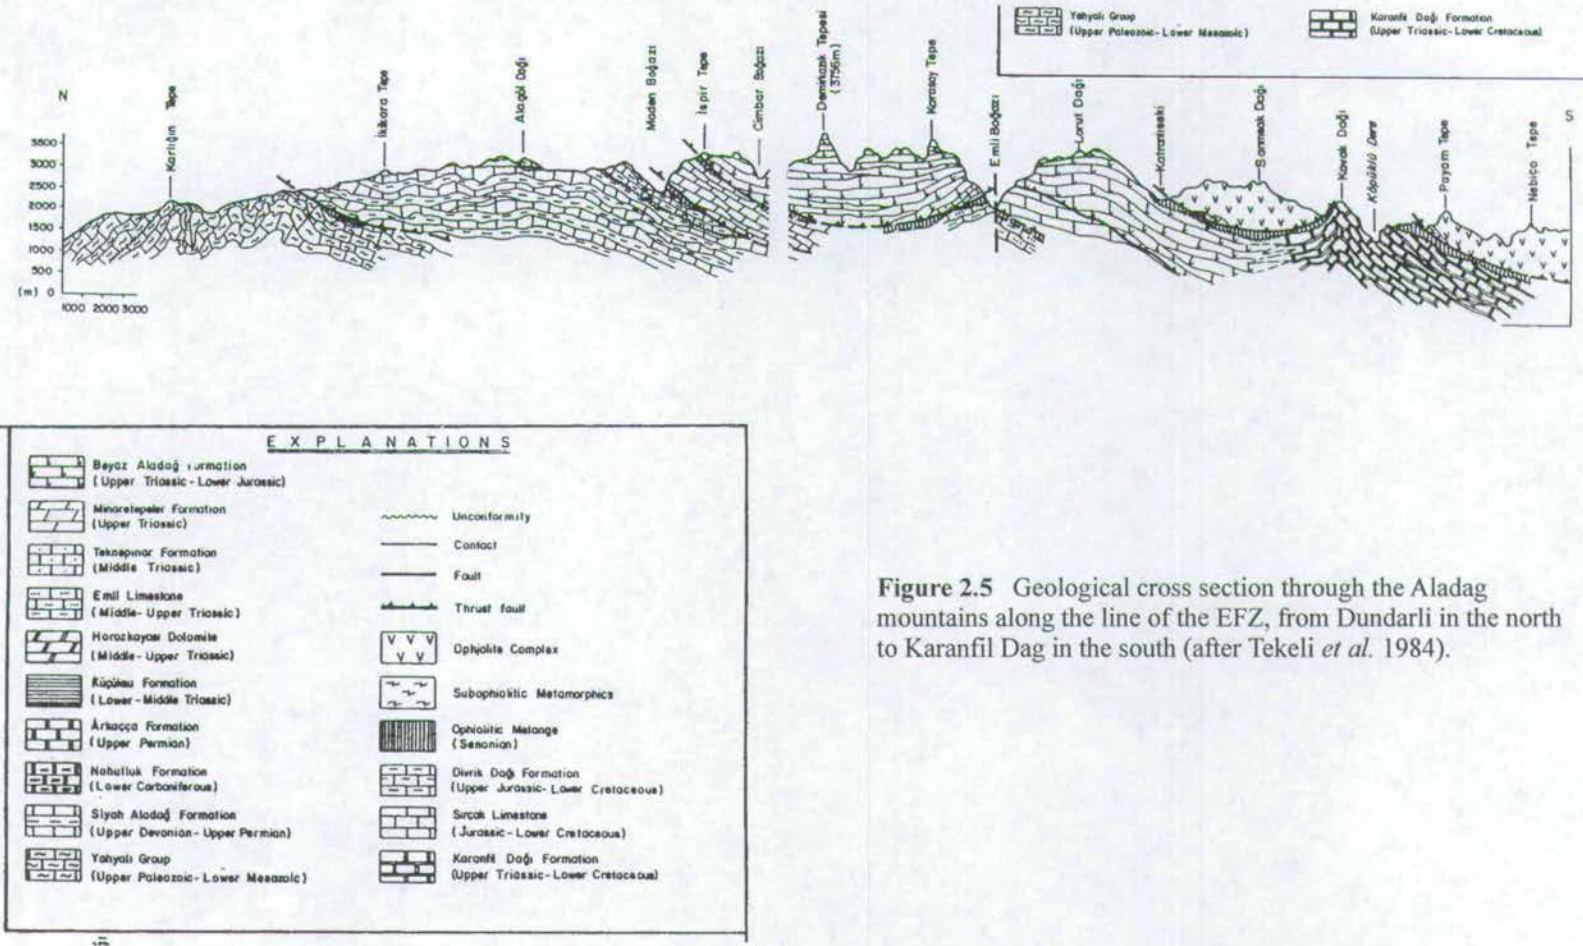 Yahyalı Group
(Upper Paleozoic-Lower Mesozoic)
Karanfil Dağı Formation
(Upper Triassic-Lower Cretaceous)
N
Karlığın Tepe
İkikara Tepe
Alagöl Dağı
Maden Boğazı
İspir Tepe
Cimbar Boğazı
Demirkazık Tepesi
(3756m)
Karasay Tepe
Emli Boğazı
Lorut Dağı
Dağı
Kavak Dağı
Köpüklü Dere
Payam Tepe
Nebico Tepe
S
3500
3000
2500
2000
1500
1000
500
(m) 0
1000 2000 3000
EXPLANATIONS
Beyaz Aladağ Formation
(Upper Triassic-Lower Jurassic)
Minaretepeler Formation
(Upper Triassic)
Teknepınar Formation
(Middle Triassic)
Emli Limestone
(Middle-Upper Triassic)
Horozkayası Dolomite
(Middle-Upper Triassic)
Küçüksu Formation
(Lower-Middle Triassic)
Arkaçça Formation
(Upper Permian)
Nohutluk Formation
(Lower Carboniferous)
Siyah Aladağ Formation
(Upper Devonian-Upper Permian)
Yahyalı Group
(Upper Paleozoic-Lower Mesozoic)
Unconformity
Contact
Fault
Thrust fault
Ophiolite Complex
Subophiolitic Metamorphics
Ophiolitic Melange
(Senonian)
Divrik Dağı Formation
(Upper Jurassic-Lower Cretaceous)
Sırçak Limestone
(Jurassic-Lower Cretaceous)
Karanfil Dağı Formation
(Upper Triassic-Lower Cretaceous)
Figure 2.5 Geological cross section through the Aladag
mountains along the line of the EFZ, from Dundarli in the north
to Karanfil Dag in the south (after Tekeli et al. 1984).